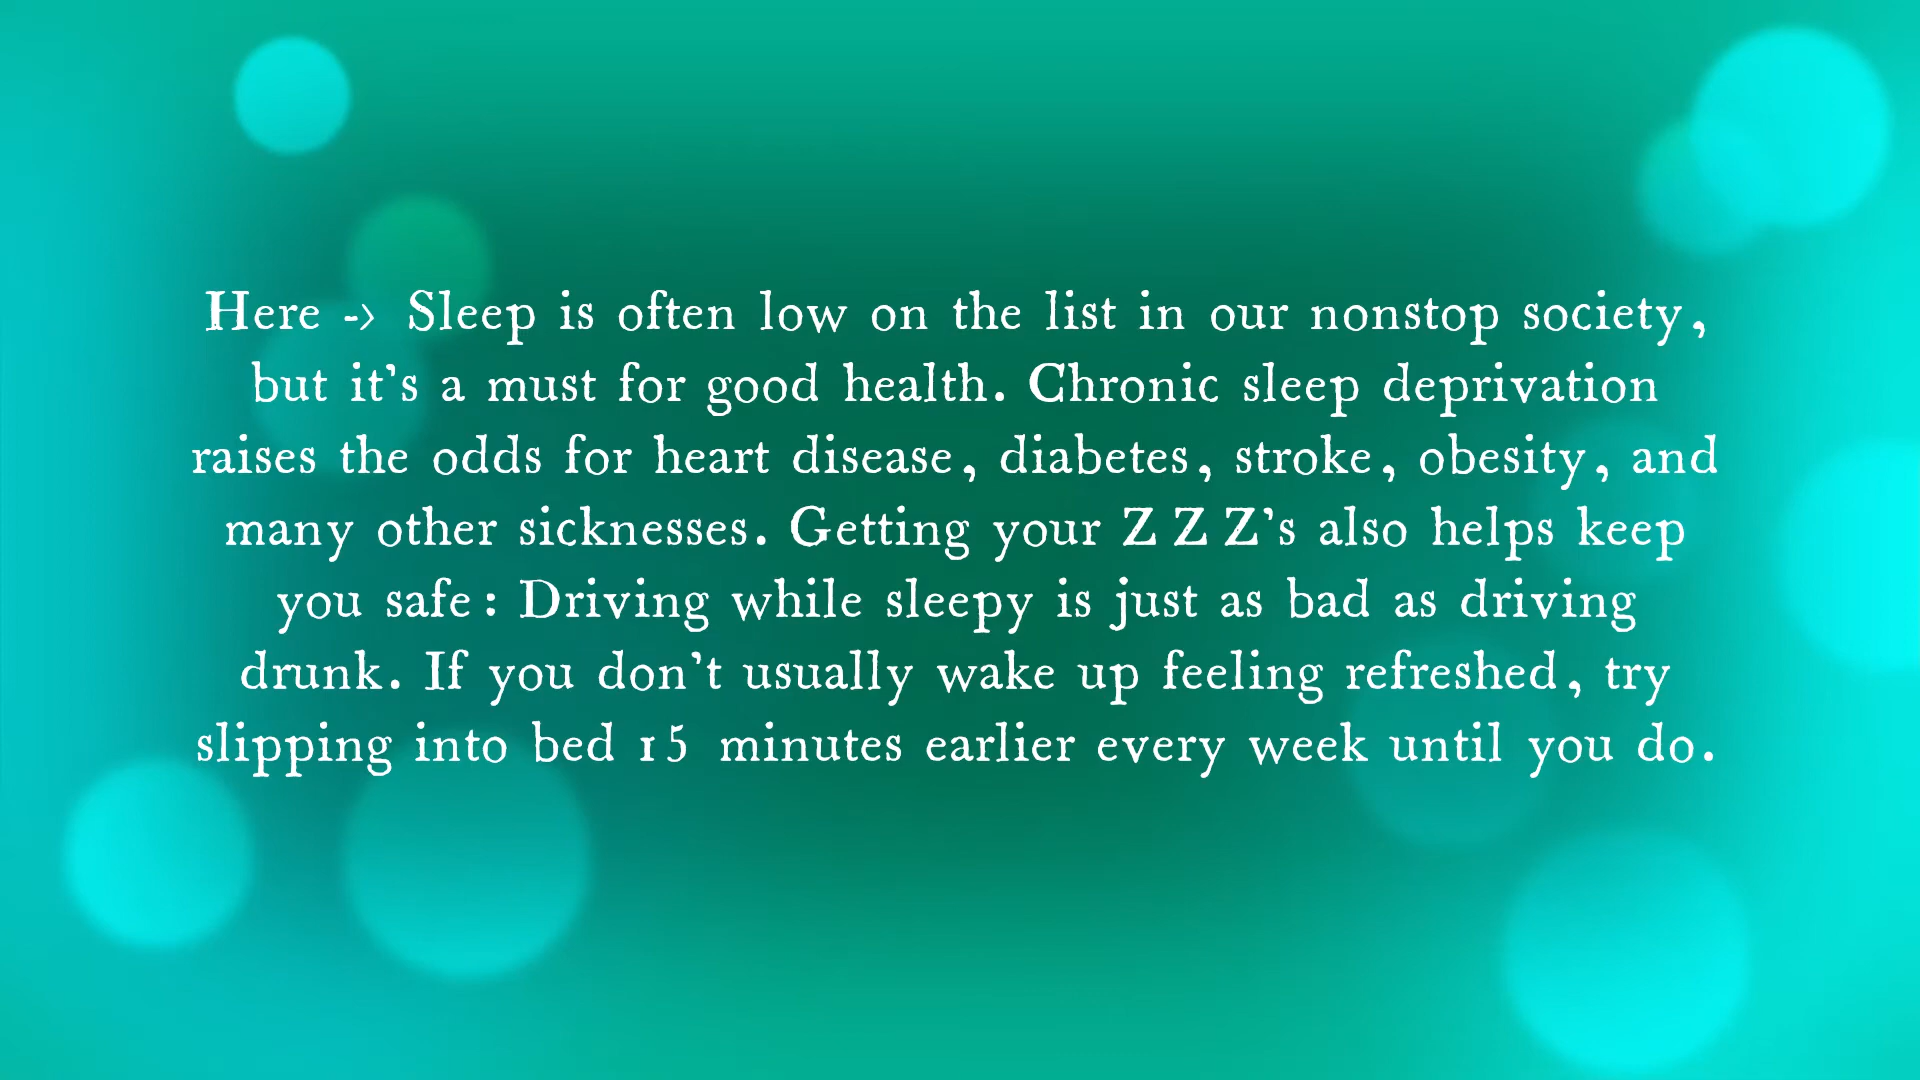 Here -> Sleep is often low on the list in our nonstop society,
but it's a must for good health. Chronic sleep deprivation
raises the odds for heart disease, diabetes, stroke, obesity, and
many other sicknesses. Getting your Z Z Z's also helps keep
you safe: Driving while sleepy is just as bad as driving
drunk. If you don't usually wake up feeling refreshed, try
slipping into bed 15 minutes earlier every week until you do.